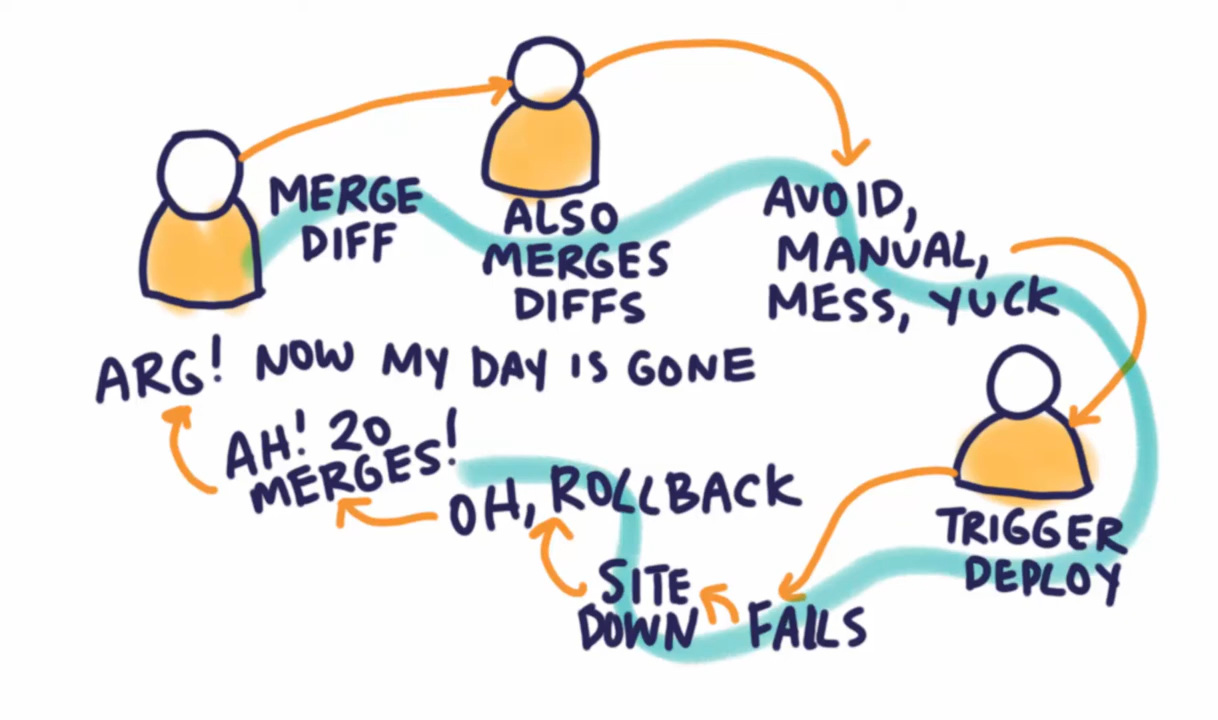 MERGE
DIFF
ALSO
MERGES
DIFFS
AVOID,
MANUAL,
MESS, YUCK
TRIGGER
DEPLOY
FAILS
SITE
DOWN
OH, ROLLBACK
AH! 20
MERGES!
ARG! NOW MY DAY IS GONE